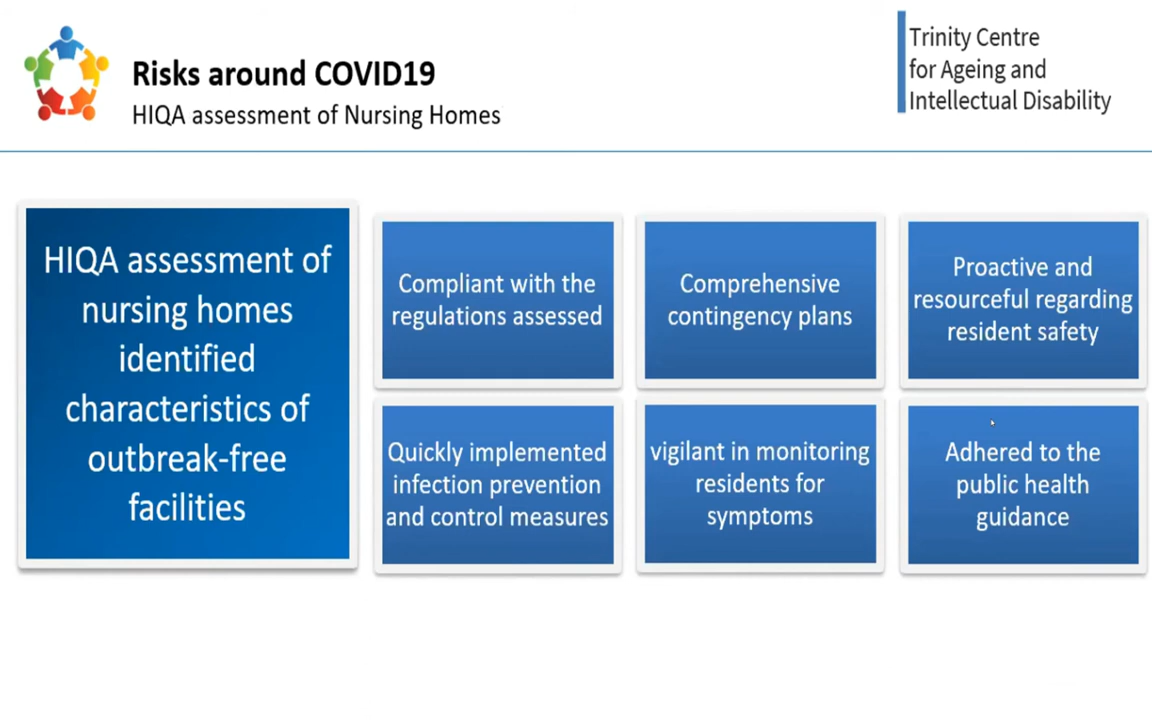 Risks around COVID19
HIQA assessment of Nursing Homes
Trinity Centre
for Ageing and
Intellectual Disability
HIQA assessment of
nursing homes
identified
characteristics of
outbreak-free
facilities
Compliant with the
regulations assessed
Comprehensive
contingency plans
Proactive and
resourceful regarding
resident safety
Quickly implemented
infection prevention
and control measures
vigilant in monitoring
residents for
symptoms
Adhered to the
public health
guidance